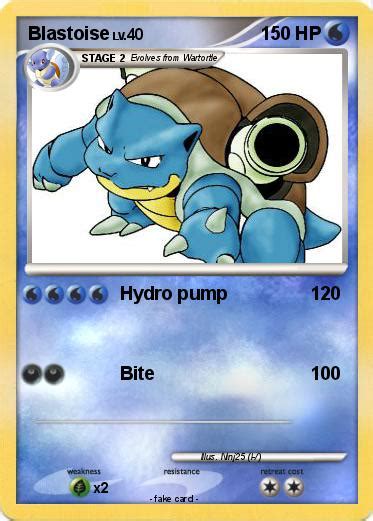 Blastoise LV.40 150 HP
STAGE 2 Evolves from Wartortle
Hydro pump 120
Bite 100
Illus. Ninj25 (-/)
weakness resistance retreat cost
x2
- fake card -